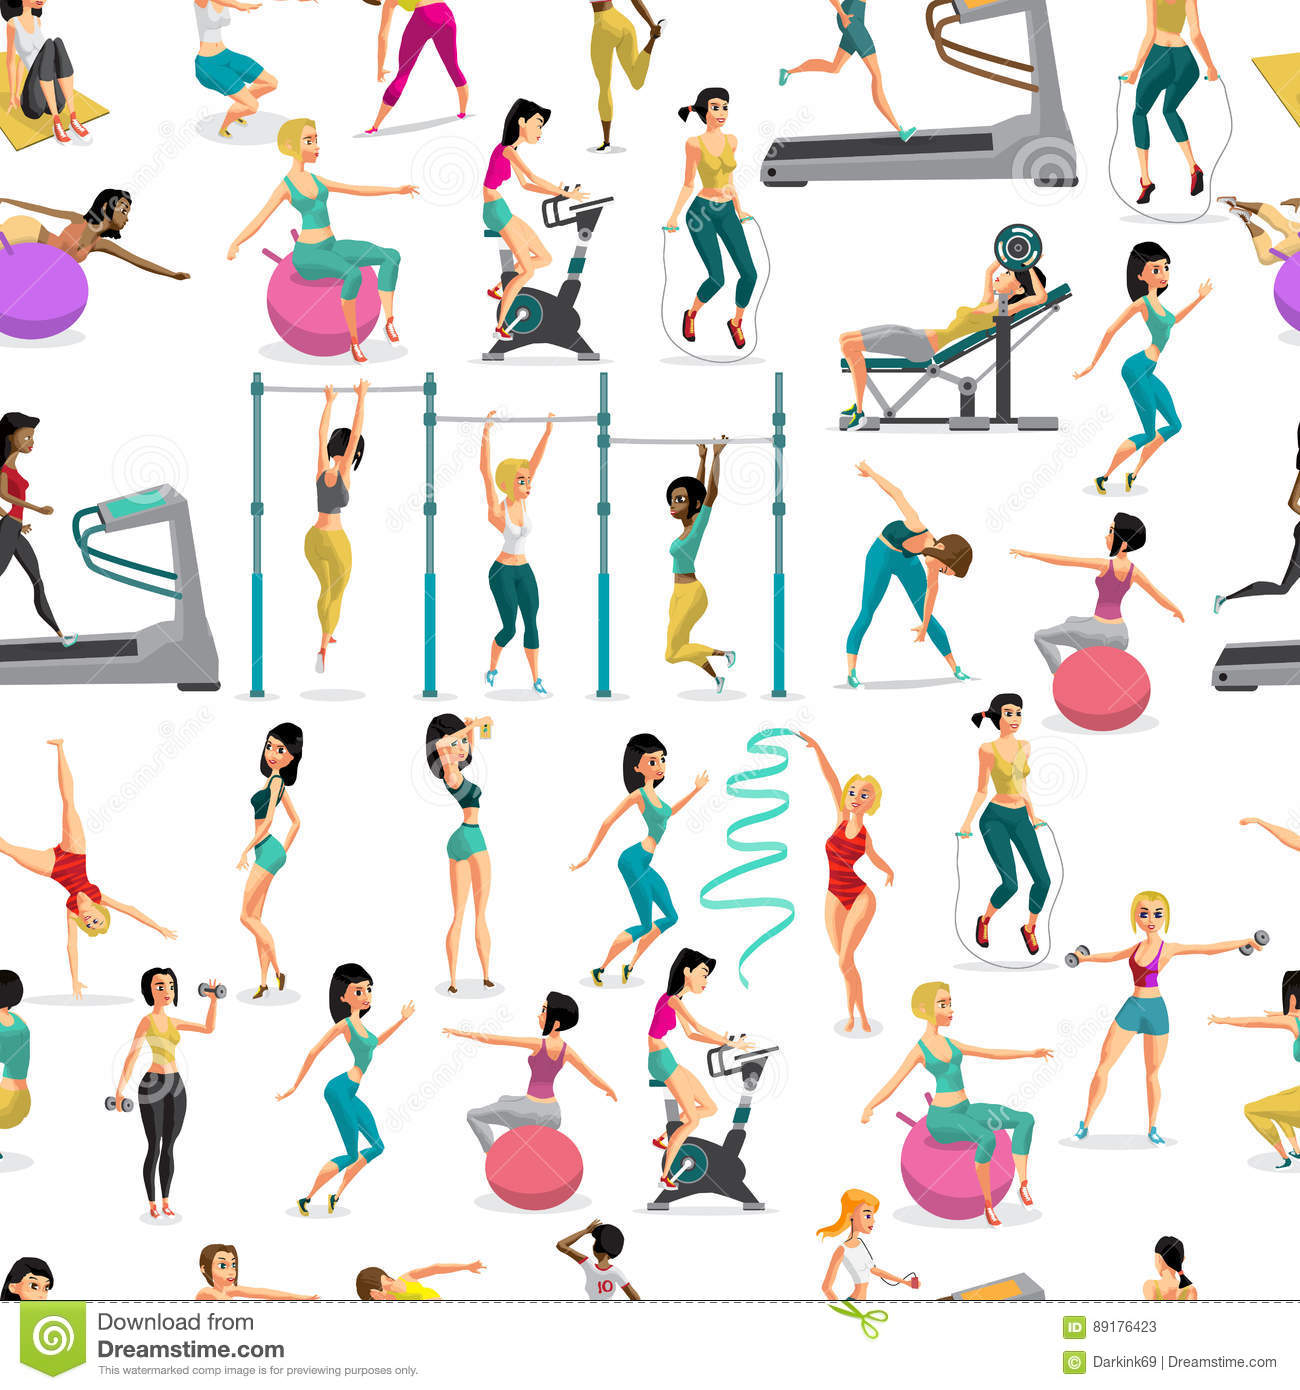 10
Download from
Dreamstime.com
This watermarked comp image is for previewing purposes only.
ID 89176423
© Darkink69 | Dreamstime.com